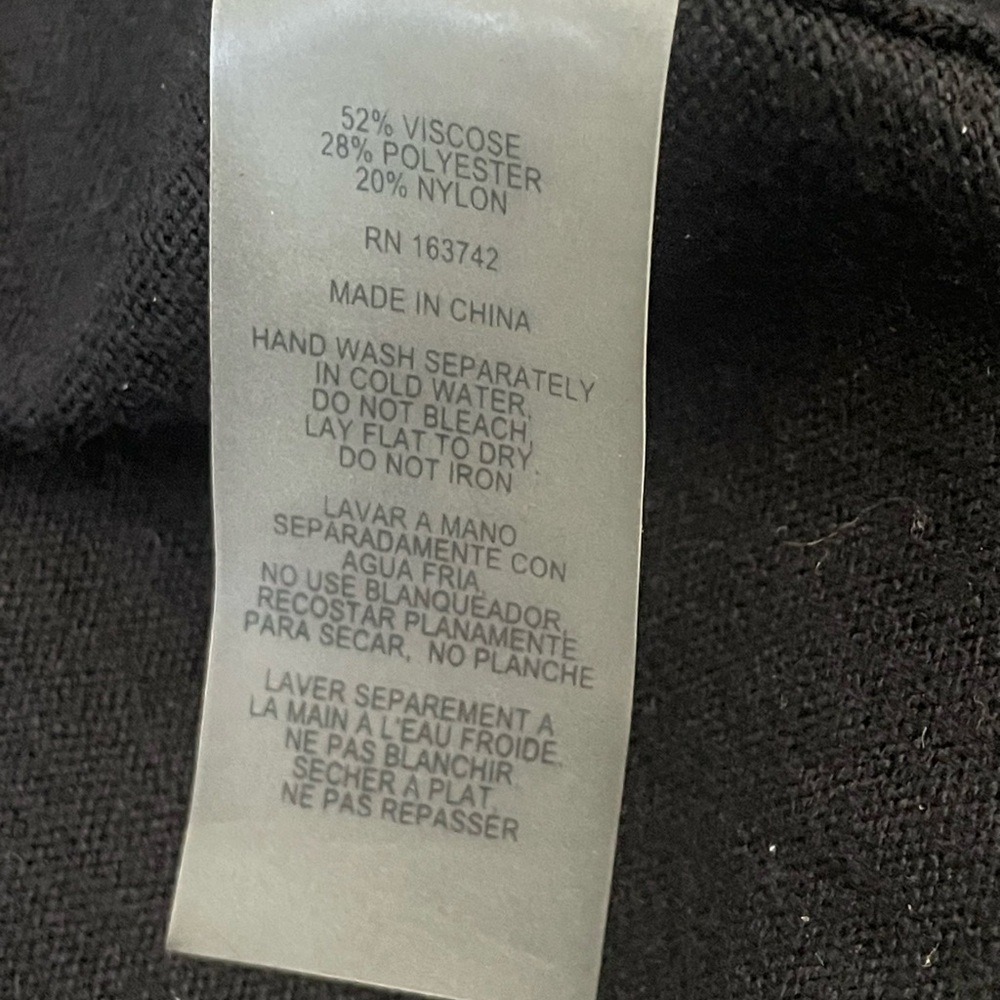 52% VISCOSE
28% POLYESTER
20% NYLON
RN 163742
MADE IN CHINA
HAND WASH SEPARATELY
IN COLD WATER,
DO NOT BLEACH,
LAY FLAT TO DRY.
DO NOT IRON
LAVAR A MANO
SEPARADAMENTE CON
AGUA FRIA,
NO USE BLANQUEADOR,
RECOSTAR PLANAMENTE
PARA SECAR, NO PLANCHE
LAVER SEPAREMENT A
LA MAIN A L'EAU FROIDE.
NE PAS BLANCHIR,
SECHER A PLAT,
NE PAS REPASSER